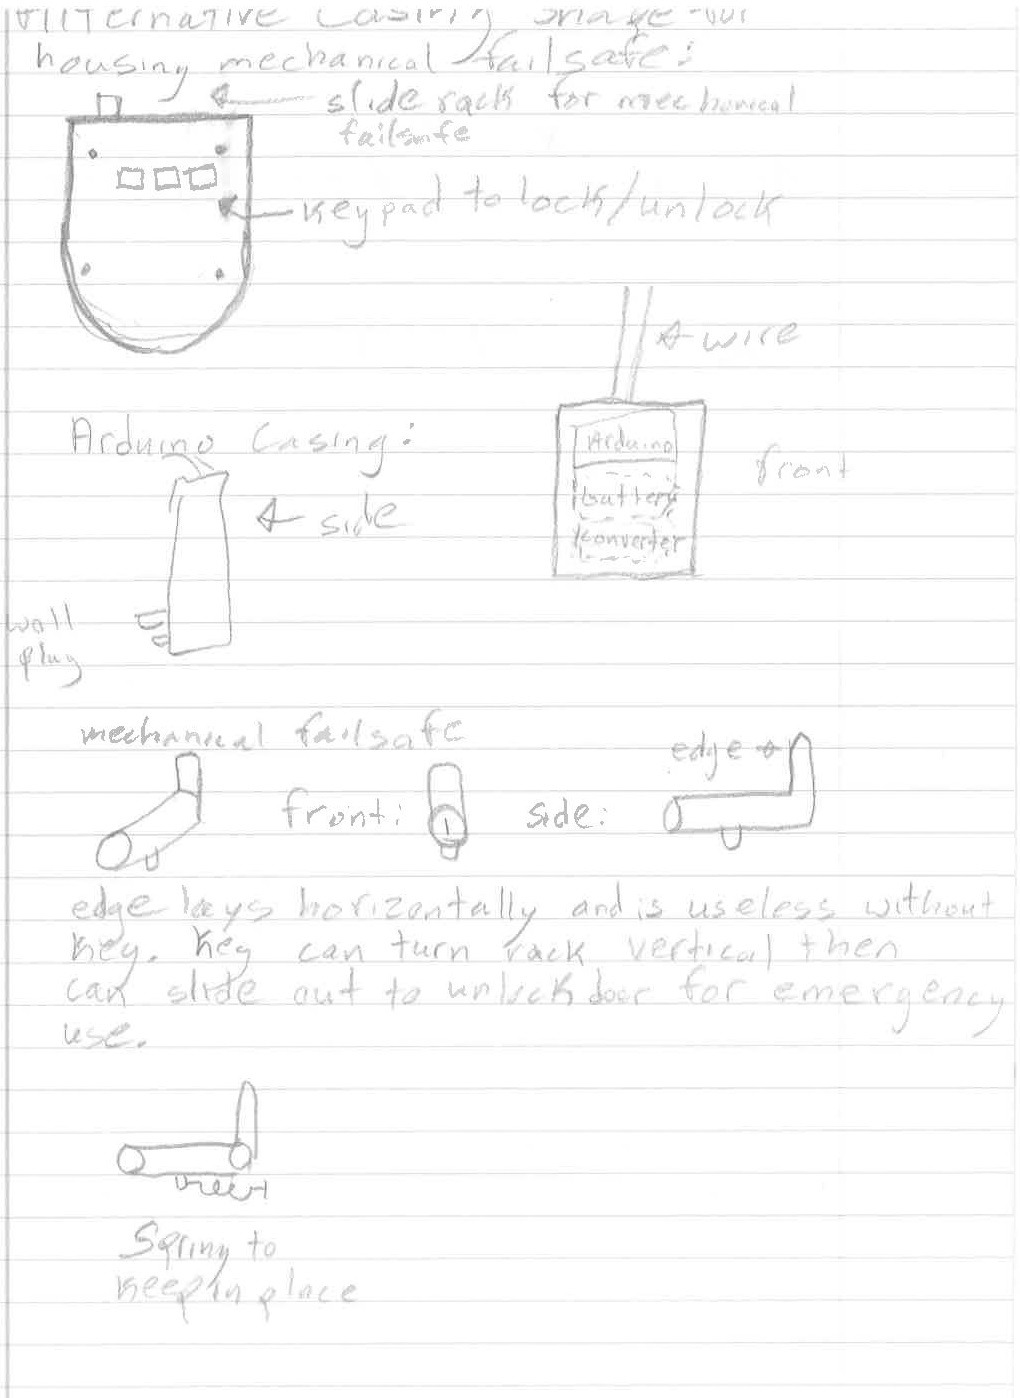 Alternative Casing Shape for
housing mechanical failsafe:
slide rack for mechanical
failsafe
keypad to lock/unlock
wire
Arduino Casing:
Arduino
front
battery
side
converter
wall
plug
mechanical failsafe
edge
front:
side:
edge lays horizontally and is useless without
key. Key can turn rack vertical then
can slide out to unlock door for emergency
use.
Spring to
keep in place